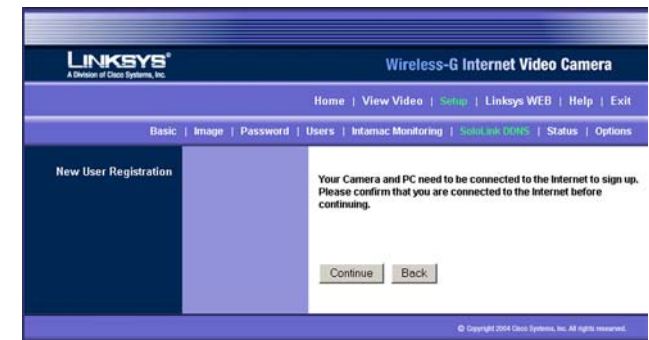 LINKSYS®
A Division of Cisco Systems, Inc.
Wireless-G Internet Video Camera
Home | View Video | Setup | Linksys WEB | Help | Exit
Basic | Image | Password | Users | Intamac Monitoring | SoloLink DDNS | Status | Options
New User Registration
Your Camera and PC need to be connected to the Internet to sign up.
Please confirm that you are connected to the Internet before
continuing.
Continue Back
© Copyright 2004 Cisco Systems, Inc. All rights reserved.